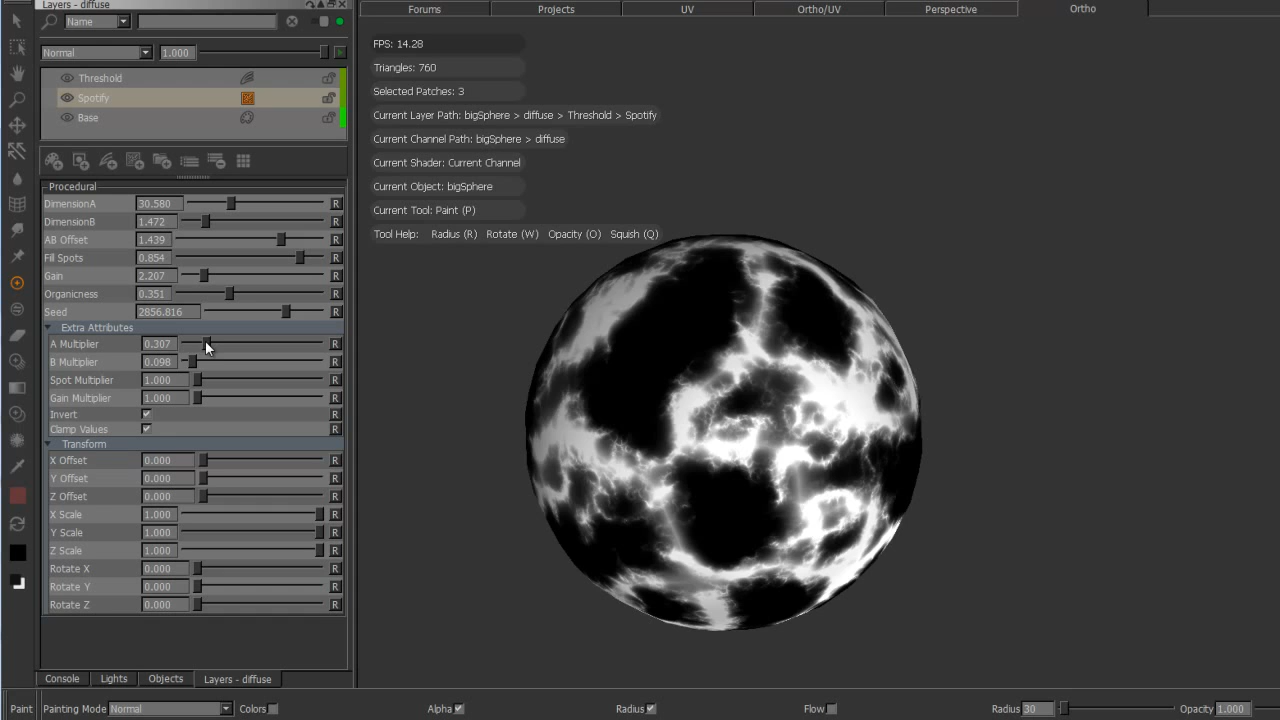 Layers - diffuse
Forums Projects UV Ortho/UV Perspective Ortho
Name
Normal 1.000
Threshold
Spotify
Base
FPS: 14.28
Triangles: 760
Selected Patches: 3
Current Layer Path: bigSphere > diffuse > Threshold > Spotify
Current Channel Path: bigSphere > diffuse
Current Shader: Current Channel
Current Object: bigSphere
Current Tool: Paint (P)
Tool Help: Radius (R) Rotate (W) Opacity (O) Squish (Q)
Procedural
DimensionA 30.580 R
DimensionB 1.472 R
AB Offset 1.439 R
Fill Spots 0.854 R
Gain 2.207 R
Organicness 0.351 R
Seed 2856.816 R
Extra Attributes
A Multiplier 0.307 R
B Multiplier 0.098 R
Spot Multiplier 1.000 R
Gain Multiplier 1.000 R
Invert R
Clamp Values R
Transform
X Offset 0.000 R
Y Offset 0.000 R
Z Offset 0.000 R
X Scale 1.000 R
Y Scale 1.000 R
Z Scale 1.000 R
Rotate X 0.000 R
Rotate Y 0.000 R
Rotate Z 0.000 R
Console Lights Objects Layers - diffuse
Paint Painting Mode Normal Colors Alpha Radius Flow Radius 30 Opacity 1.000